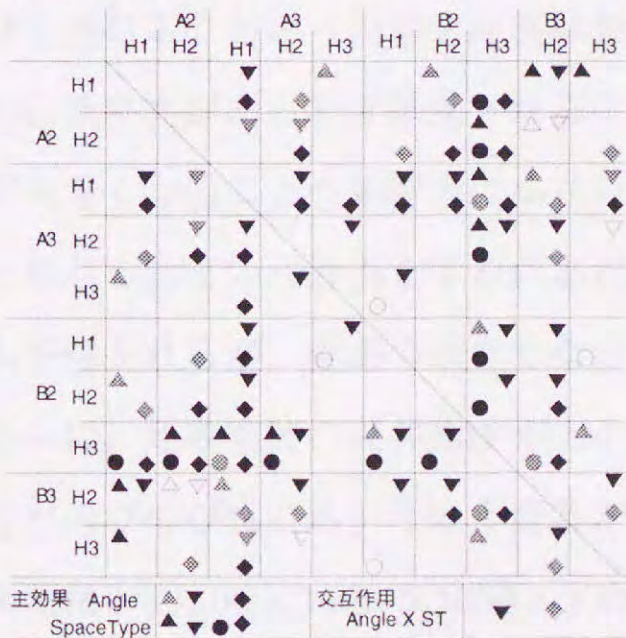 A2 A3 B2 B3
H1 H2 H1 H2 H3 H1 H2 H3 H2 H3
H1
A2 H2
H1
A3 H2
H3
H1
B2 H2
H3
B3 H2
H3
主効果 Angle
SpaceType
交互作用
Angle X ST